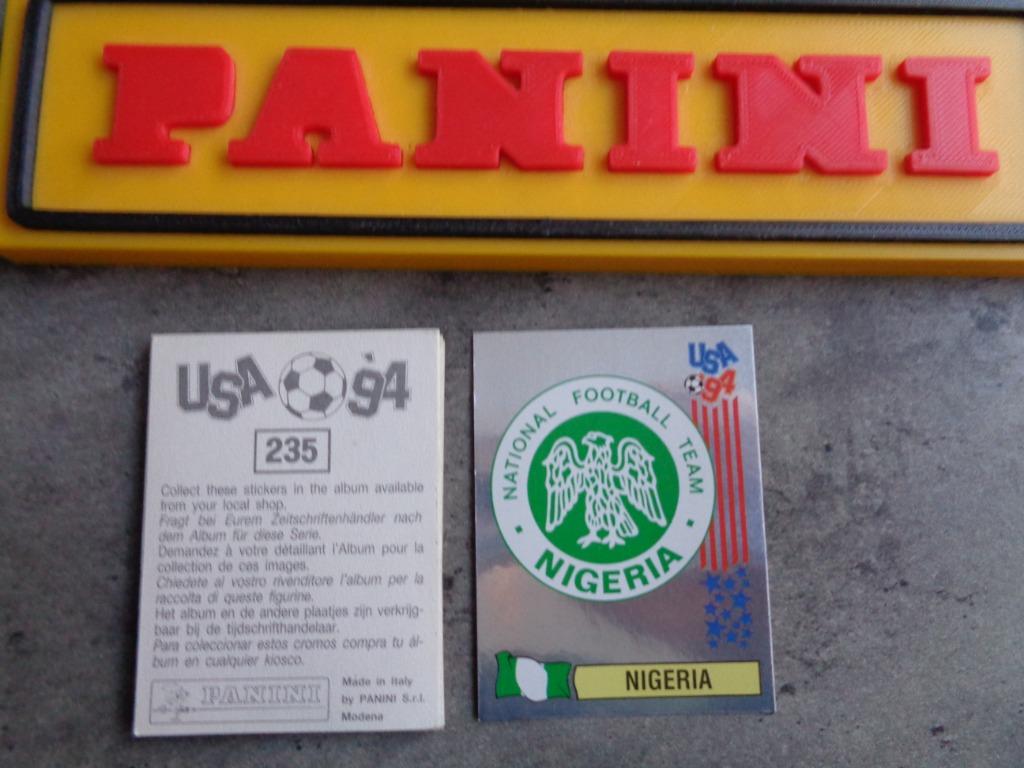 PANINI
USA '94
235
Collect these stickers in the album available
from your local shop.
Fragt bei Eurem Zeitschriftenhändler nach
dem Album für diese Serie.
Demandez à votre détaillant l'Album pour la
collection de ces images.
Chiedete al vostro rivenditore l'album per la
raccolta di queste figurine.
Het album en de andere plaatjes zijn verkrijg-
baar bij de tijdschrifthandelaar.
Para coleccionar estos cromos compra tu ál-
bum en cualquier kiosco.
PANINI
Made in Italy
by PANINI S.r.l.
Modena
USA
94
NATIONAL FOOTBALL TEAM
NIGERIA
NIGERIA